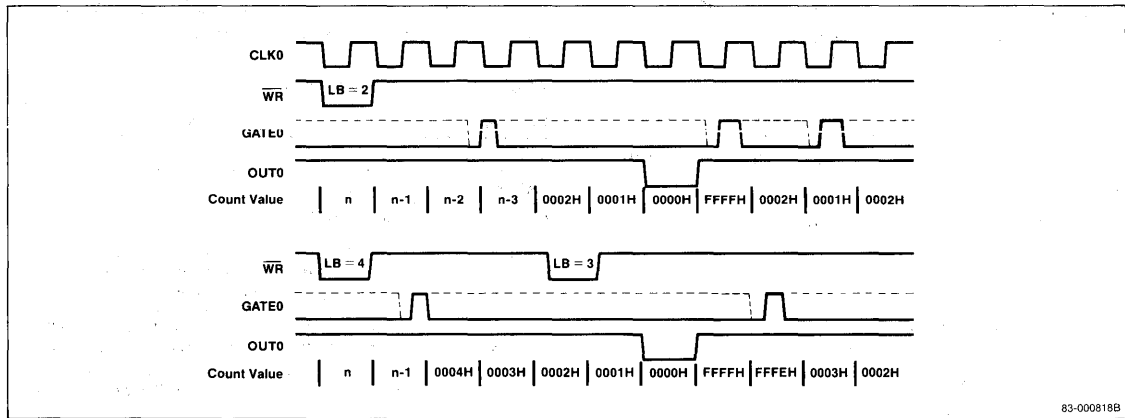 CLK0
WR LB = 2
GATE0
OUT0
Count Value n n-1 n-2 n-3 0002H 0001H 0000H FFFFH 0002H 0001H 0002H
WR LB = 4 LB = 3
GATE0
OUT0
Count Value n n-1 0004H 0003H 0002H 0001H 0000H FFFFH FFFEH 0003H 0002H
83-000818B